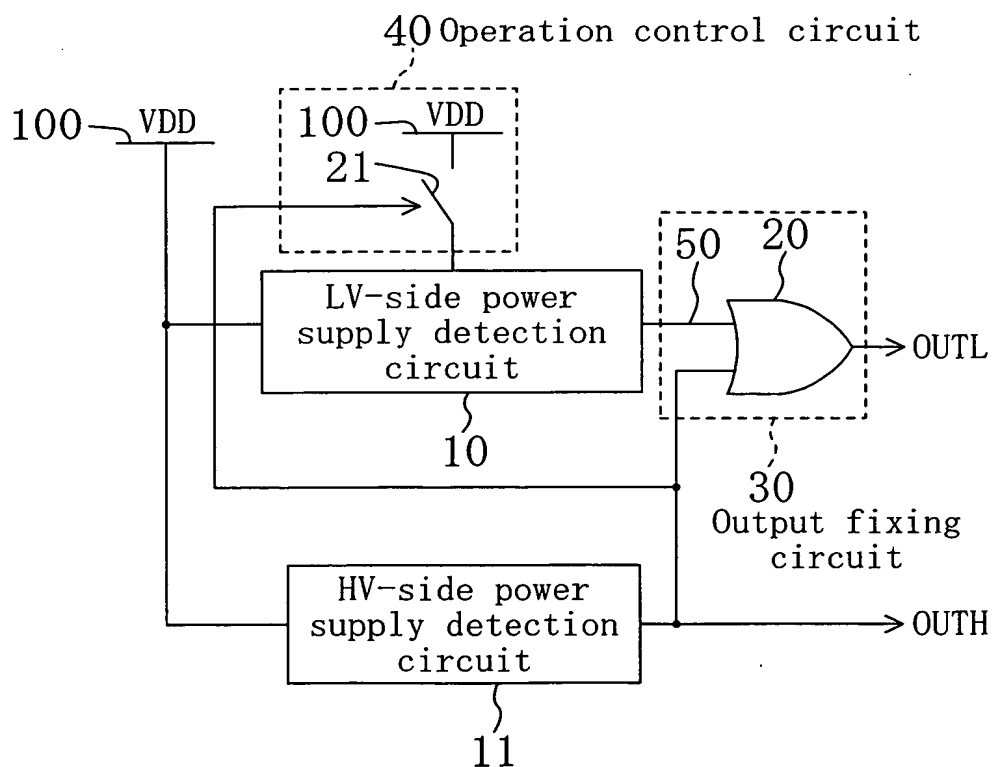 40 Operation control circuit
100 VDD
100 VDD
21
50 20
LV-side power
supply detection
circuit
OUTL
10
30
Output fixing
circuit
HV-side power
supply detection
circuit
OUTH
11